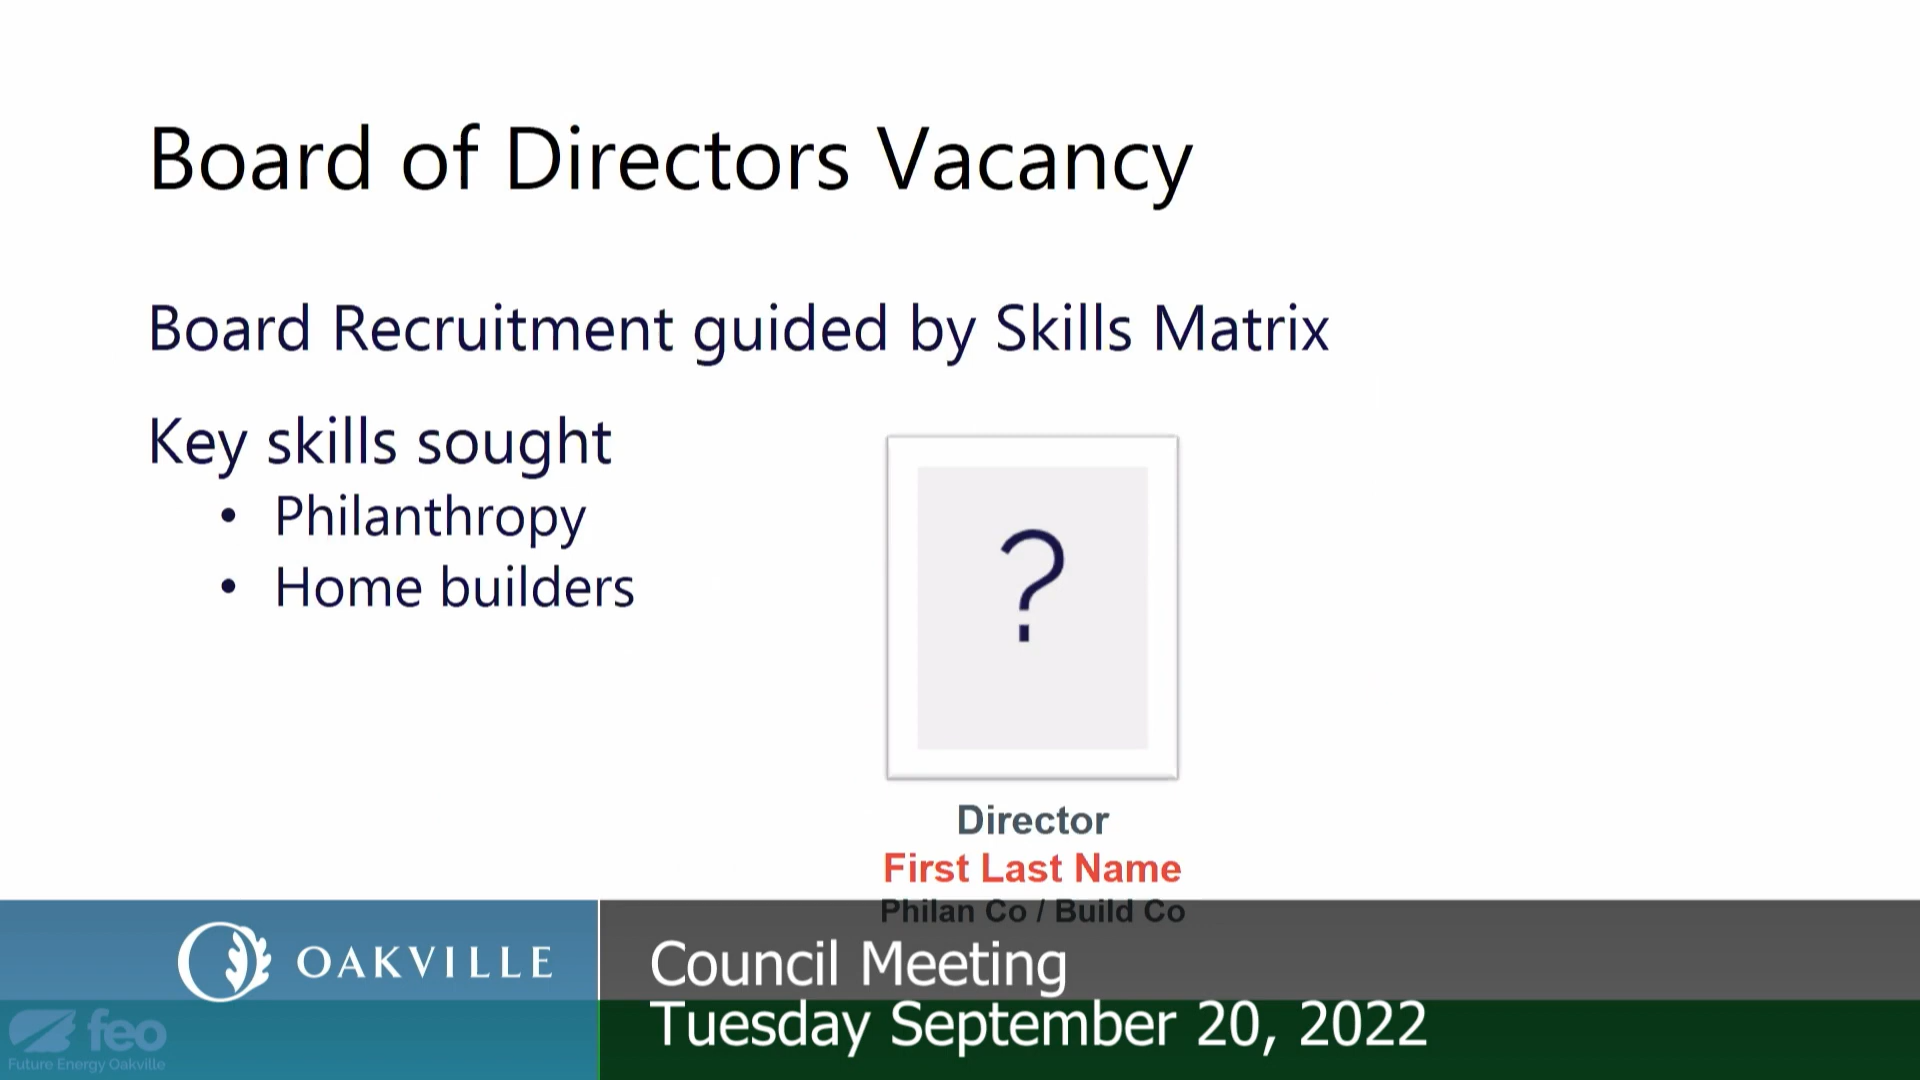 Board of Directors Vacancy
Board Recruitment guided by Skills Matrix
Key skills sought
• Philanthropy
• Home builders
?
Director
First Last Name
Philan Co / Build Co
OAKVILLE
Council Meeting
Tuesday September 20, 2022
feo
Future Energy Oakville